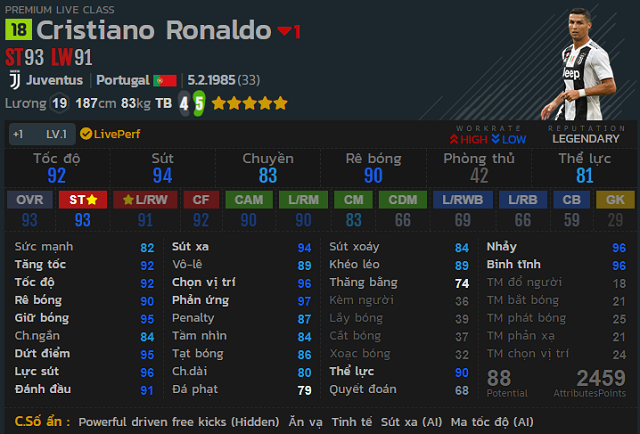 PREMIUM LIVE CLASS
18 Cristiano Ronaldo 1
ST93 LW91
Juventus Portugal 5.2.1985(33)
Lương 19 187cm 83kg TB 4 5
+1 LV.1 LivePerf
WORKRATE REPUTATION
HIGH LOW LEGENDARY
Tốc độ Sút Chuyền Rê bóng Phòng thủ Thể lực
92 94 83 90 42 81
OVR ST L/RW CF CAM L/RM CM CDM L/RWB L/RB CB GK
93 93 91 92 90 90 83 66 69 66 59 29
Sức mạnh 82 Sút xa 94 Sút xoáy 84 Nhảy 96
Tăng tốc 92 Vô-lê 89 Khéo léo 89 Bình tĩnh 96
Tốc độ 92 Chọn vị trí 96 Thăng bằng 74 TM đổ người 18
Rê bóng 90 Phản ứng 97 Kèm người 36 TM bắt bóng 21
Giữ bóng 95 Penalty 87 Lấy bóng 39 TM phát bóng 25
Ch.ngắn 84 Tầm nhìn 84 Cắt bóng 37 TM phản xạ 21
Dứt điểm 95 Tạt bóng 86 Xoạc bóng 32 TM chọn vị trí 24
Lực sút 96 Ch.dài 80 Thể lực 90 88 2459
Đánh đầu 91 Đá phạt 79 Quyết đoán 68 Potential AttributesPoints
C.Số ẩn : Powerful driven free kicks (Hidden) Ăn vạ Tinh tế Sút xa (AI) Ma tốc độ (AI)